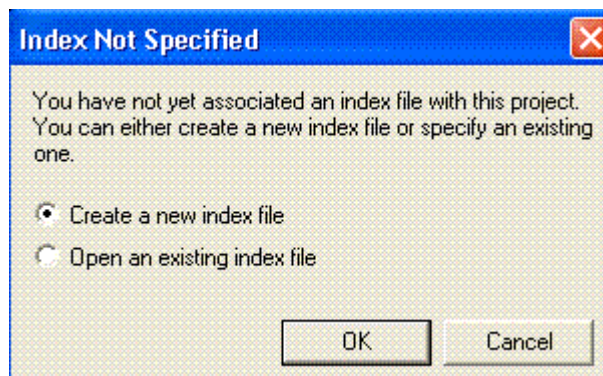 Index Not Specified
You have not yet associated an index file with this project.
You can either create a new index file or specify an existing
one.
Create a new index file
Open an existing index file
OK
Cancel